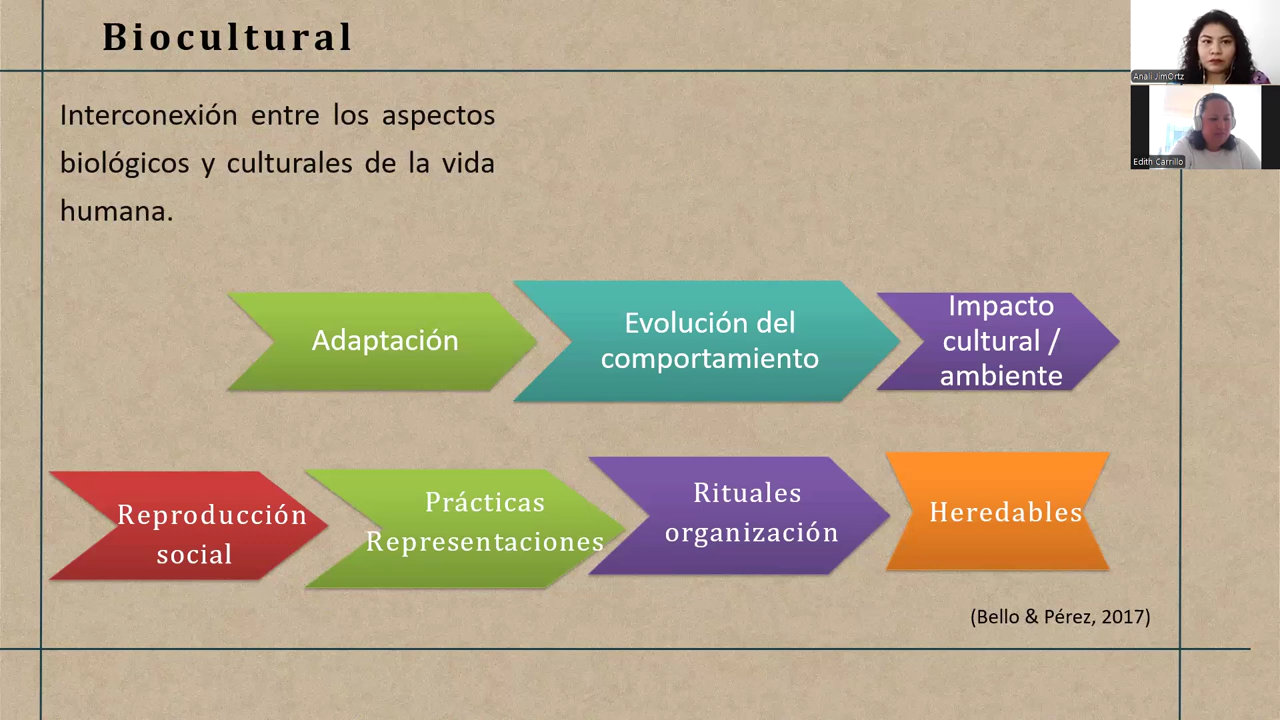 Biocultural
Anali JimOrtz
Interconexión entre los aspectos
biológicos y culturales de la vida
humana.
Edith Carrillo
Adaptación
Evolución del
comportamiento
Impacto
cultural /
ambiente
Reproducción
social
Prácticas
Representaciones
Rituales
organización
Heredables
(Bello & Pérez, 2017)